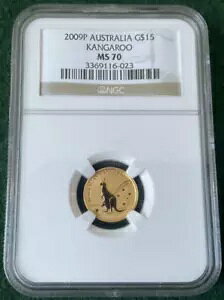 2009P AUSTRALIA G$15
KANGAROO
MS 70
3369116-023
NGC